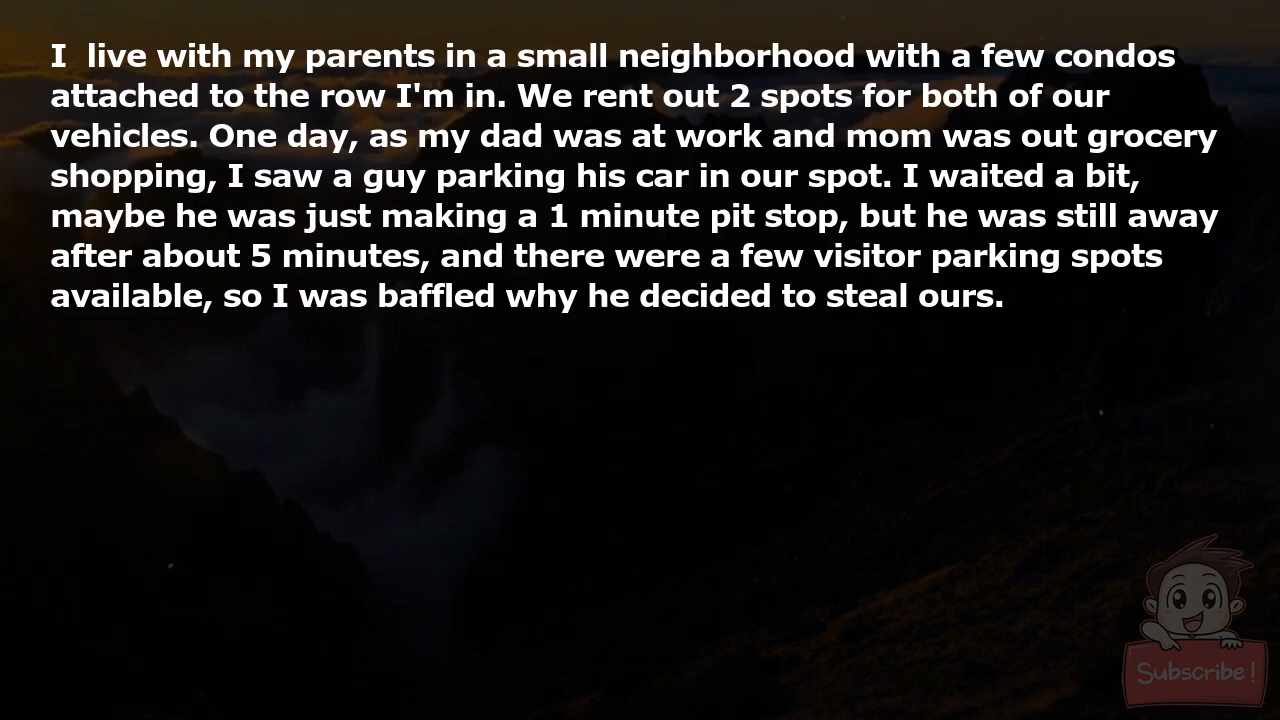 I  live with my parents in a small neighborhood with a few condos
attached to the row I'm in. We rent out 2 spots for both of our
vehicles. One day, as my dad was at work and mom was out grocery
shopping, I saw a guy parking his car in our spot. I waited a bit,
maybe he was just making a 1 minute pit stop, but he was still away
after about 5 minutes, and there were a few visitor parking spots
available, so I was baffled why he decided to steal ours.
Subscribe!